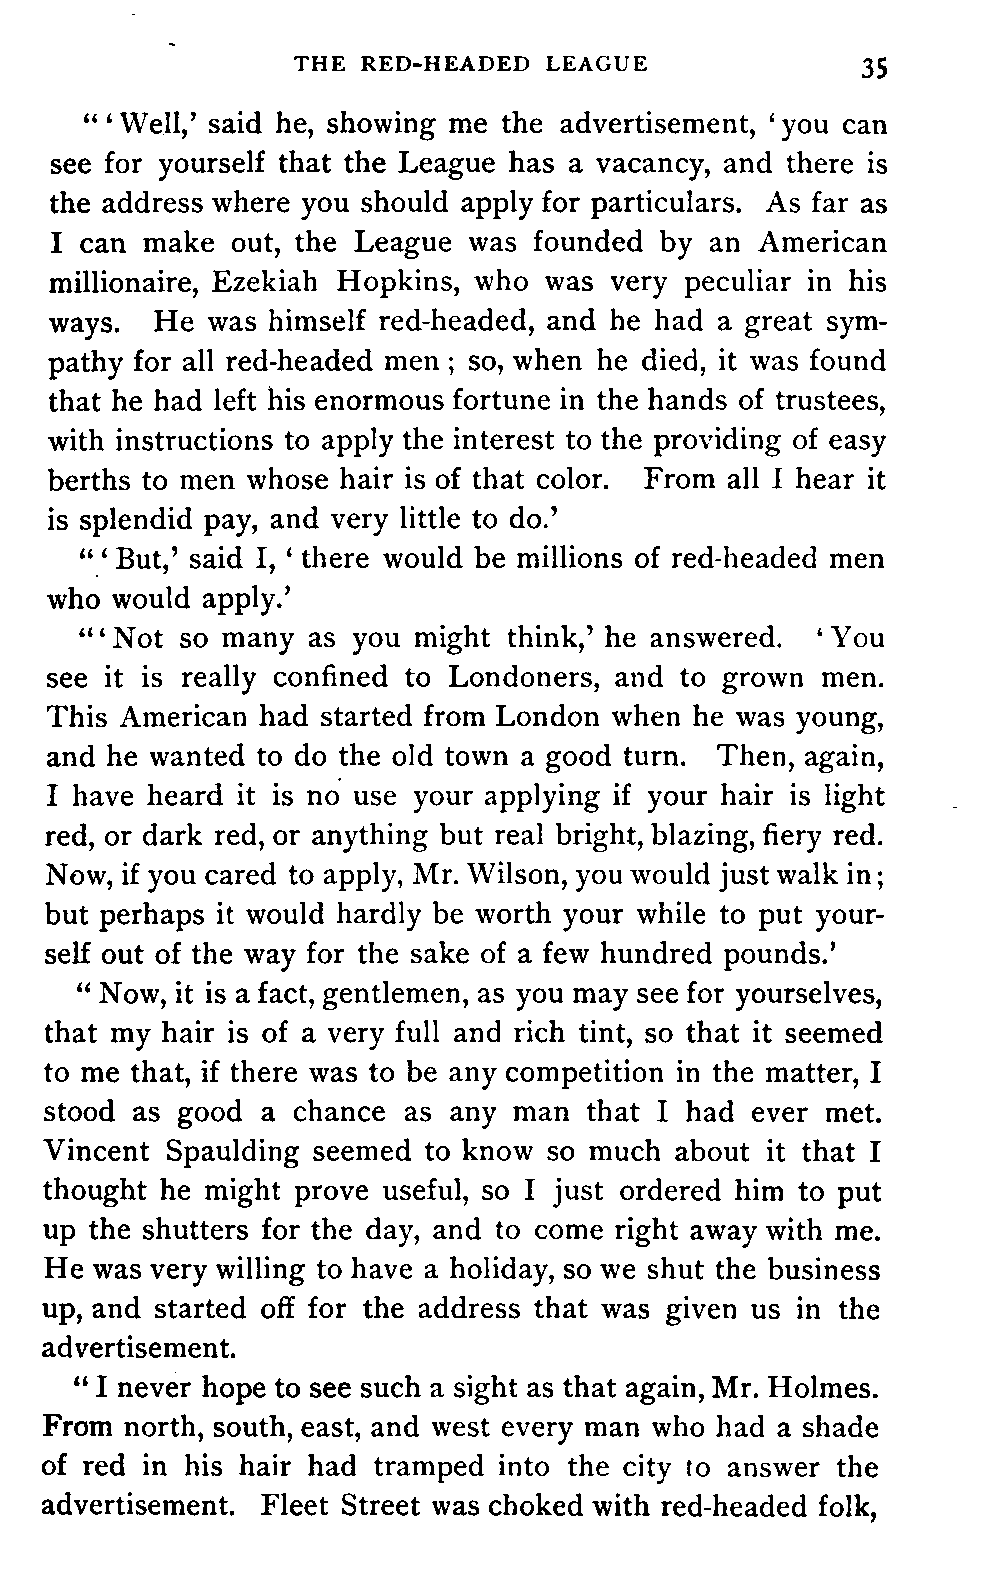 THE RED-HEADED LEAGUE 35
“‘Well,’ said he, showing me the advertisement, ‘you can
see for yourself that the League has a vacancy, and there is
the address where you should apply for particulars. As far as
I can make out, the League was founded by an American
millionaire, Ezekiah Hopkins, who was very peculiar in his
ways. He was himself red-headed, and he had a great sym-
pathy for all red-headed men ; so, when he died, it was found
that he had left his enormous fortune in the hands of trustees,
with instructions to apply the interest to the providing of easy
berths to men whose hair is of that color. From all I hear it
is splendid pay, and very little to do.’
“‘But,’ said I, ‘there would be millions of red-headed men
who would apply.’
“‘Not so many as you might think,’ he answered. ‘You
see it is really confined to Londoners, and to grown men.
This American had started from London when he was young,
and he wanted to do the old town a good turn. Then, again,
I have heard it is no use your applying if your hair is light
red, or dark red, or anything but real bright, blazing, fiery red.
Now, if you cared to apply, Mr. Wilson, you would just walk in ;
but perhaps it would hardly be worth your while to put your-
self out of the way for the sake of a few hundred pounds.’
“Now, it is a fact, gentlemen, as you may see for yourselves,
that my hair is of a very full and rich tint, so that it seemed
to me that, if there was to be any competition in the matter, I
stood as good a chance as any man that I had ever met.
Vincent Spaulding seemed to know so much about it that I
thought he might prove useful, so I just ordered him to put
up the shutters for the day, and to come right away with me.
He was very willing to have a holiday, so we shut the business
up, and started off for the address that was given us in the
advertisement.
“I never hope to see such a sight as that again, Mr. Holmes.
From north, south, east, and west every man who had a shade
of red in his hair had tramped into the city to answer the
advertisement. Fleet Street was choked with red-headed folk,